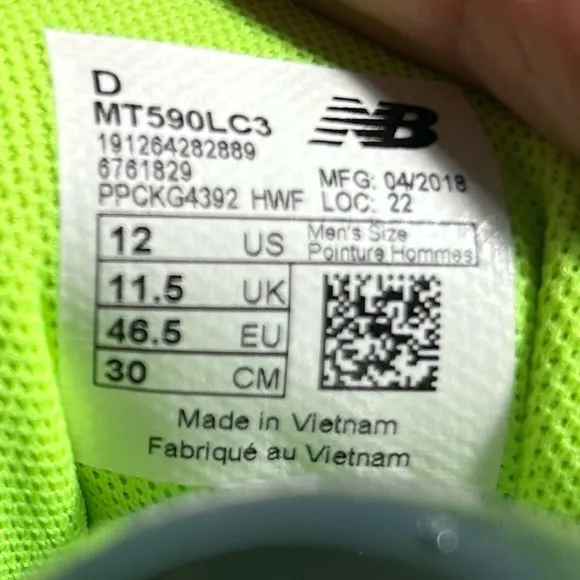 D
MT590LC3
191264282889
6761829
PPCKG4392 HWF
NB
MFG: 04/2018
LOC: 22
12 US
Men's Size
Pointure Hommes
11.5 UK
46.5 EU
30 CM
Made in Vietnam
Fabriqué au Vietnam